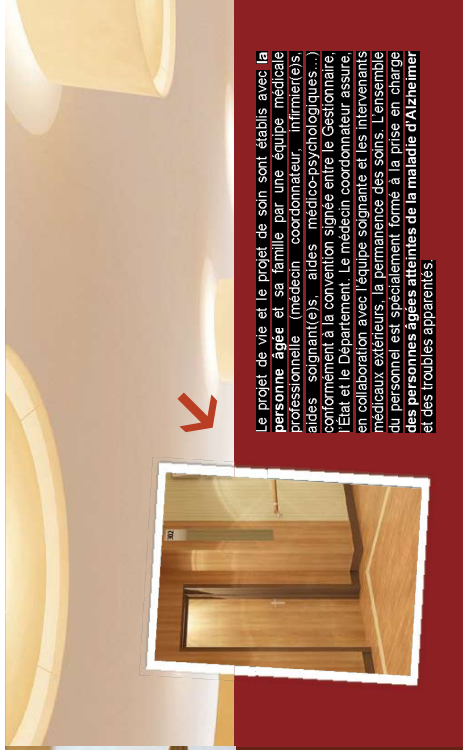 Le projet de vie et le projet de soin sont établis avec la
personne âgée et sa famille par une équipe médicale
professionnelle (médecin coordonnateur, infirmier(e)s,
aides soignant(e)s, aides médico-psychologiques...)
conformément à la convention signée entre le Gestionnaire,
l'Etat et le Département. Le médecin coordonnateur assure,
en collaboration avec l'équipe soignante et les intervenants
médicaux extérieurs, la permanence des soins. L'ensemble
du personnel est spécialement formé à la prise en charge
des personnes âgées atteintes de la maladie d'Alzheimer
et des troubles apparentés.
302